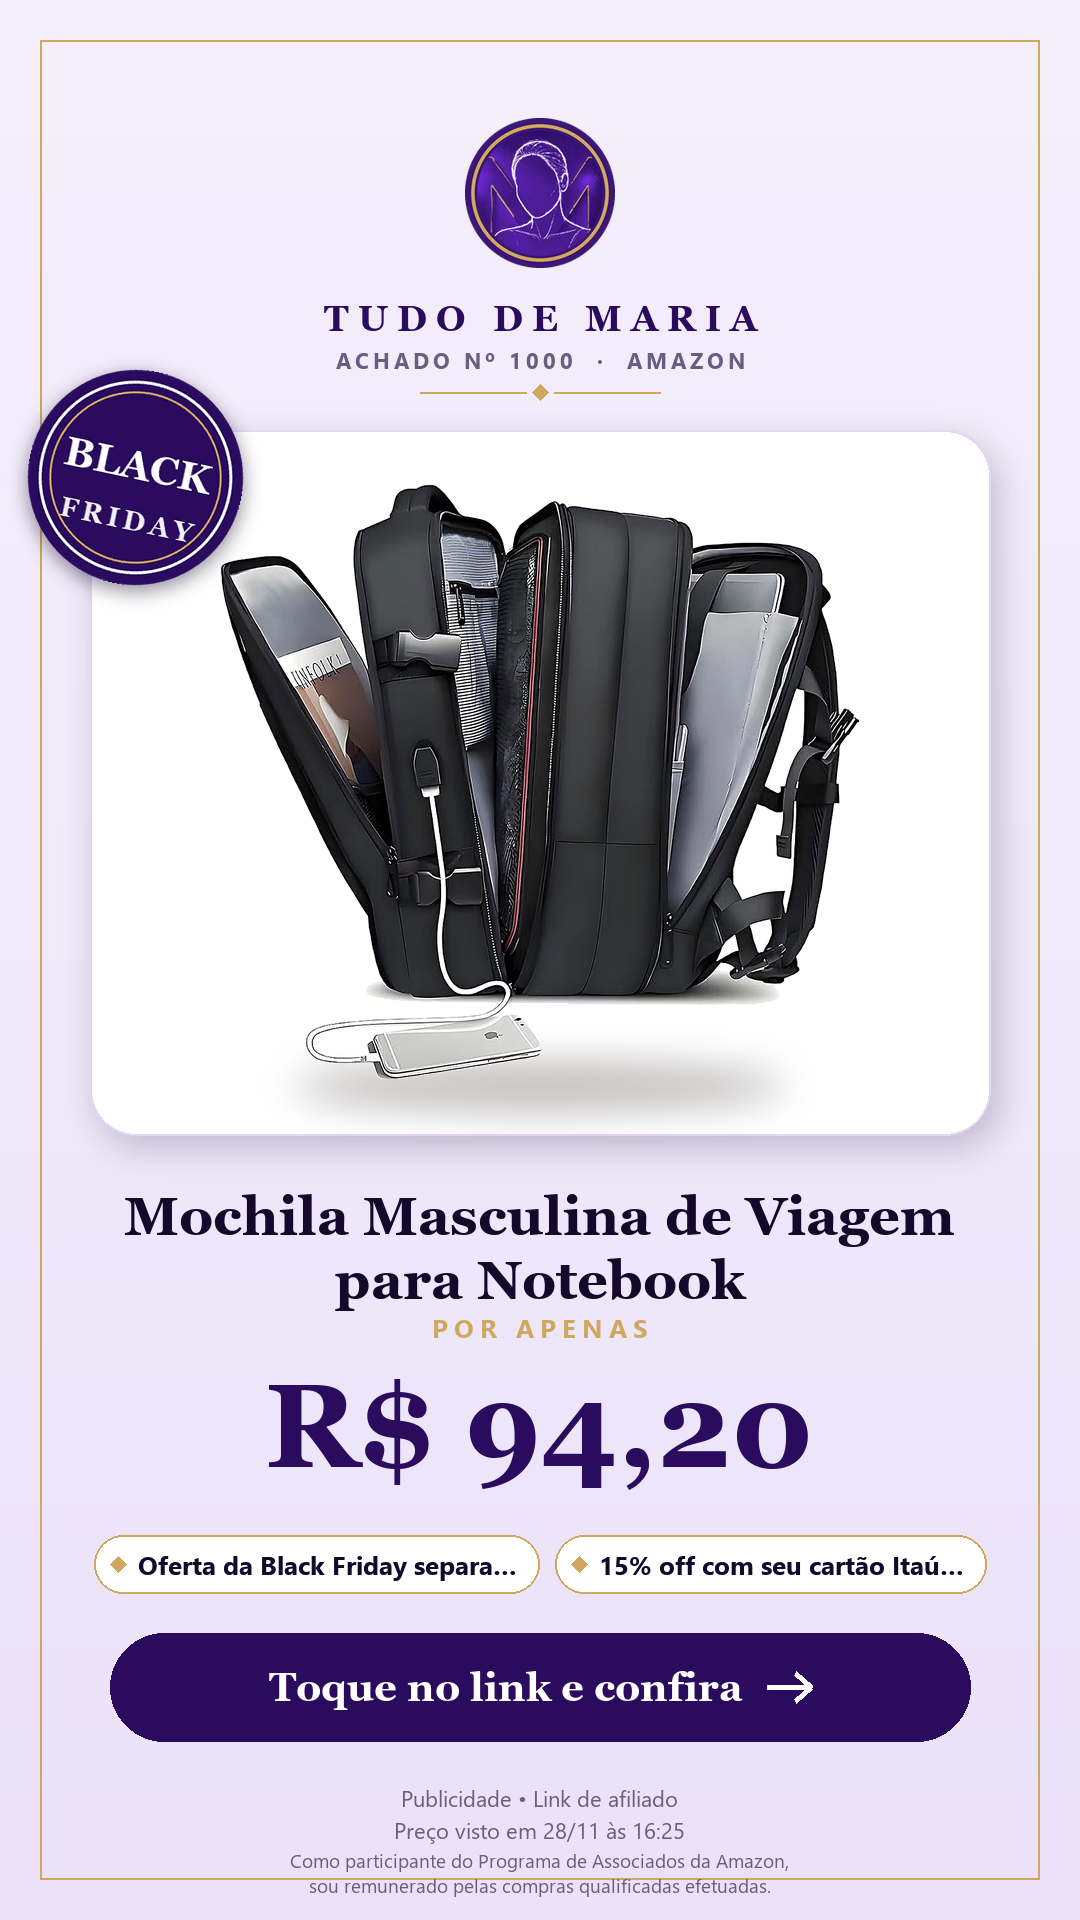 TUDO DE MARIA
ACHADO Nº 1000 · AMAZON
BLACK
FRIDAY
INFOLK
Mochila Masculina de Viagem
para Notebook
POR APENAS
R$ 94,20
Oferta da Black Friday separa...
15% off com seu cartão Itaú...
Toque no link e confira →
Publicidade • Link de afiliado
Preço visto em 28/11 às 16:25
Como participante do Programa de Associados da Amazon,
sou remunerado pelas compras qualificadas efetuadas.